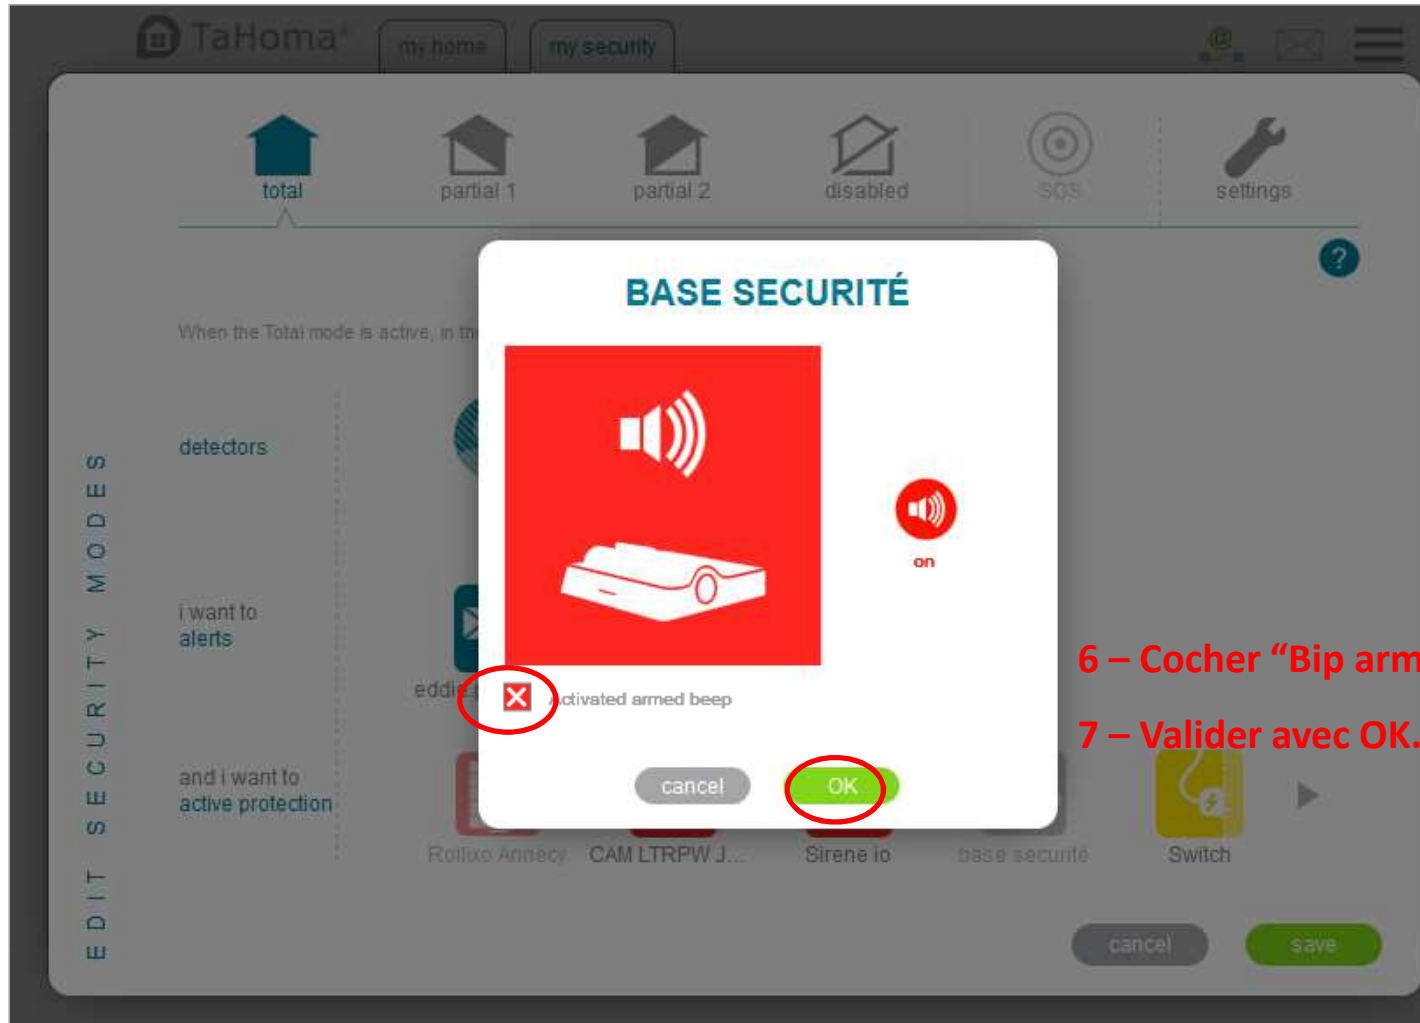 TaHoma®
my home
my security
@
total
partial 1
partial 2
disabled
SOS
settings
?
BASE SECURITÉ
When the Total mode is active, in
detectors
on
i want to
alerts
6 – Cocher “Bip arm
Activated armed beep
7 – Valider avec OK.
and i want to
active protection
cancel
OK
Rollixo Annecy
CAM LTRPW J...
Sirene io
base securité
Switch
EDIT SECURITY MODES
cancel
save